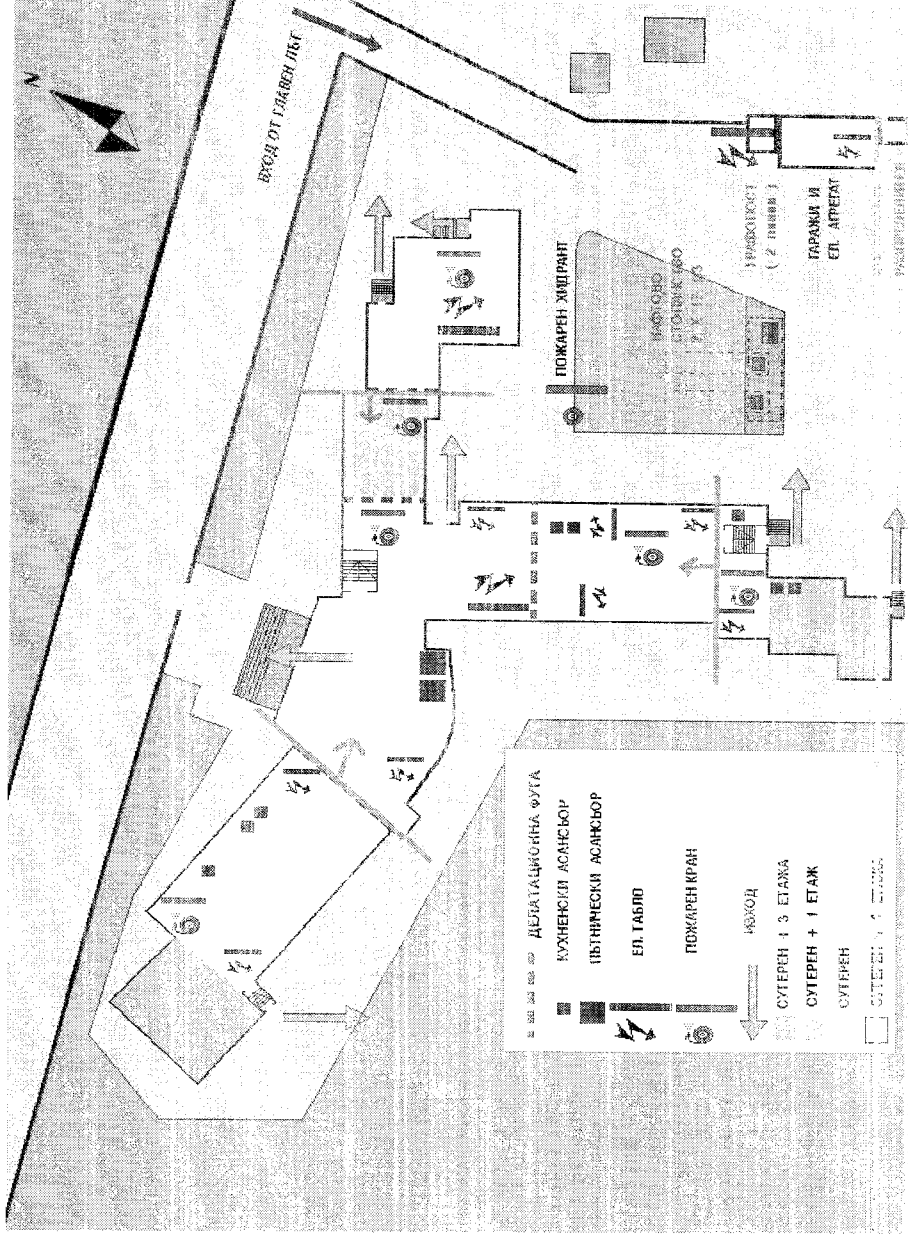 N
ВХОД ОТ ГЛАВЕН ПЪТ
ПОЖАРЕН ХИДРАНТ
СТОПАНСТВО
ТРАФОПОСТ
ГАРАЖИ И
ЕЛ. АГРЕГАТ
ДЕЛАТАЦИОННА ФУГА
КУХНЕНСКИ АСАНСЬОР
ПЪТНИЧЕСКИ АСАНСЬОР
ЕЛ. ТАБЛО
ПОЖАРЕН КРАН
ИЗХОД
СУТЕРЕН + 3 ЕТАЖА
СУТЕРЕН + 1 ЕТАЖ
СУТЕРЕН